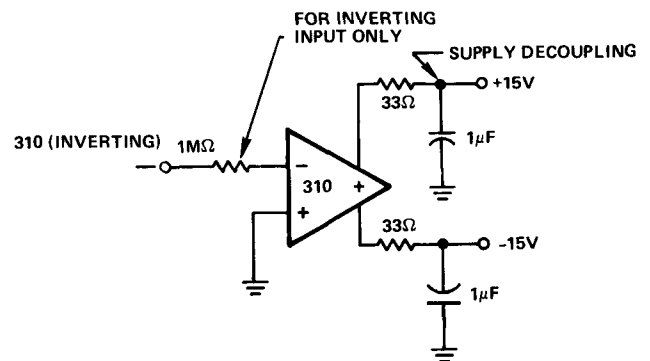 FOR INVERTING
INPUT ONLY
SUPPLY DECOUPLING
33Ω
+15V
1μF
310 (INVERTING)
1MΩ
−
−
310
+
+
33Ω
-15V
1μF